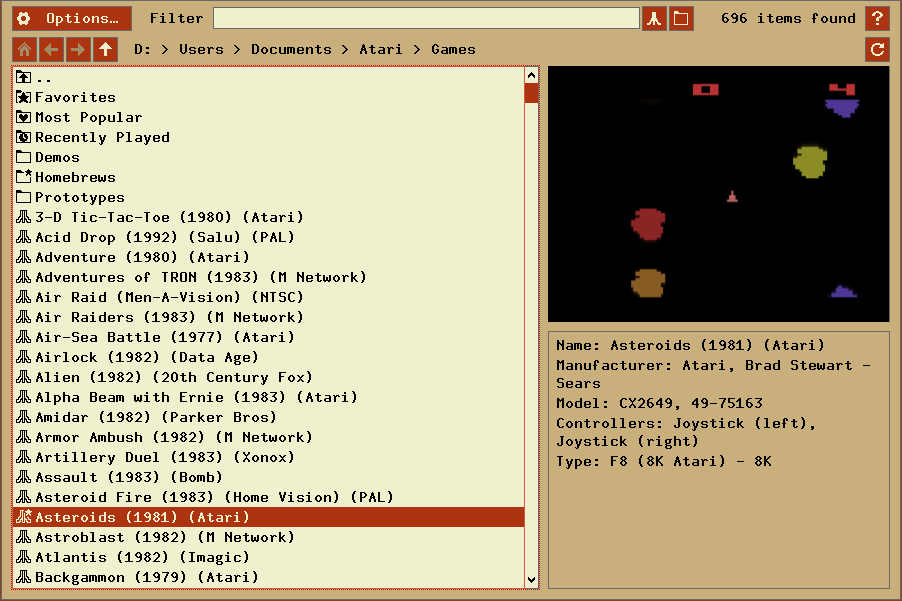 Options… Filter 696 items found ?
D: > Users > Documents > Atari > Games
..
Favorites
Most Popular
Recently Played
Demos
Homebrews
Prototypes
3-D Tic-Tac-Toe (1980) (Atari)
Acid Drop (1992) (Salu) (PAL)
Adventure (1980) (Atari)
Adventures of TRON (1983) (M Network)
Air Raid (Men-A-Vision) (NTSC)
Air Raiders (1983) (M Network)
Air-Sea Battle (1977) (Atari)
Airlock (1982) (Data Age)
Alien (1982) (20th Century Fox)
Alpha Beam with Ernie (1983) (Atari)
Amidar (1982) (Parker Bros)
Armor Ambush (1982) (M Network)
Artillery Duel (1983) (Xonox)
Assault (1983) (Bomb)
Asteroid Fire (1983) (Home Vision) (PAL)
Asteroids (1981) (Atari)
Astroblast (1982) (M Network)
Atlantis (1982) (Imagic)
Backgammon (1979) (Atari)
Name: Asteroids (1981) (Atari)
Manufacturer: Atari, Brad Stewart -
Sears
Model: CX2649, 49-75163
Controllers: Joystick (left),
Joystick (right)
Type: F8 (8K Atari) - 8K